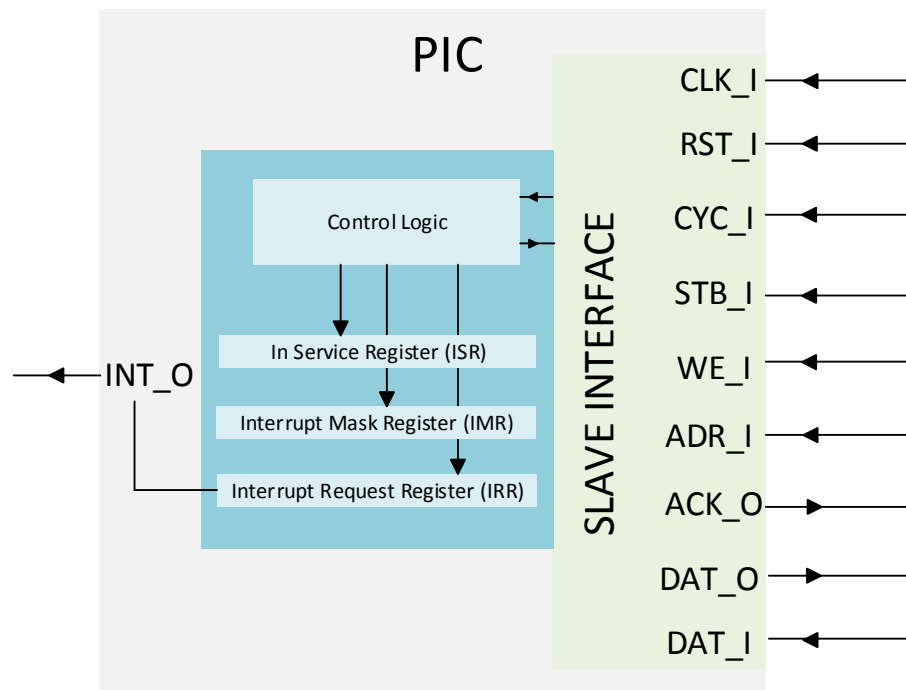 PIC
CLK_I
RST_I
CYC_I
STB_I
WE_I
ADR_I
ACK_O
DAT_O
DAT_I
SLAVE INTERFACE
Control Logic
In Service Register (ISR)
INT_O
Interrupt Mask Register (IMR)
Interrupt Request Register (IRR)